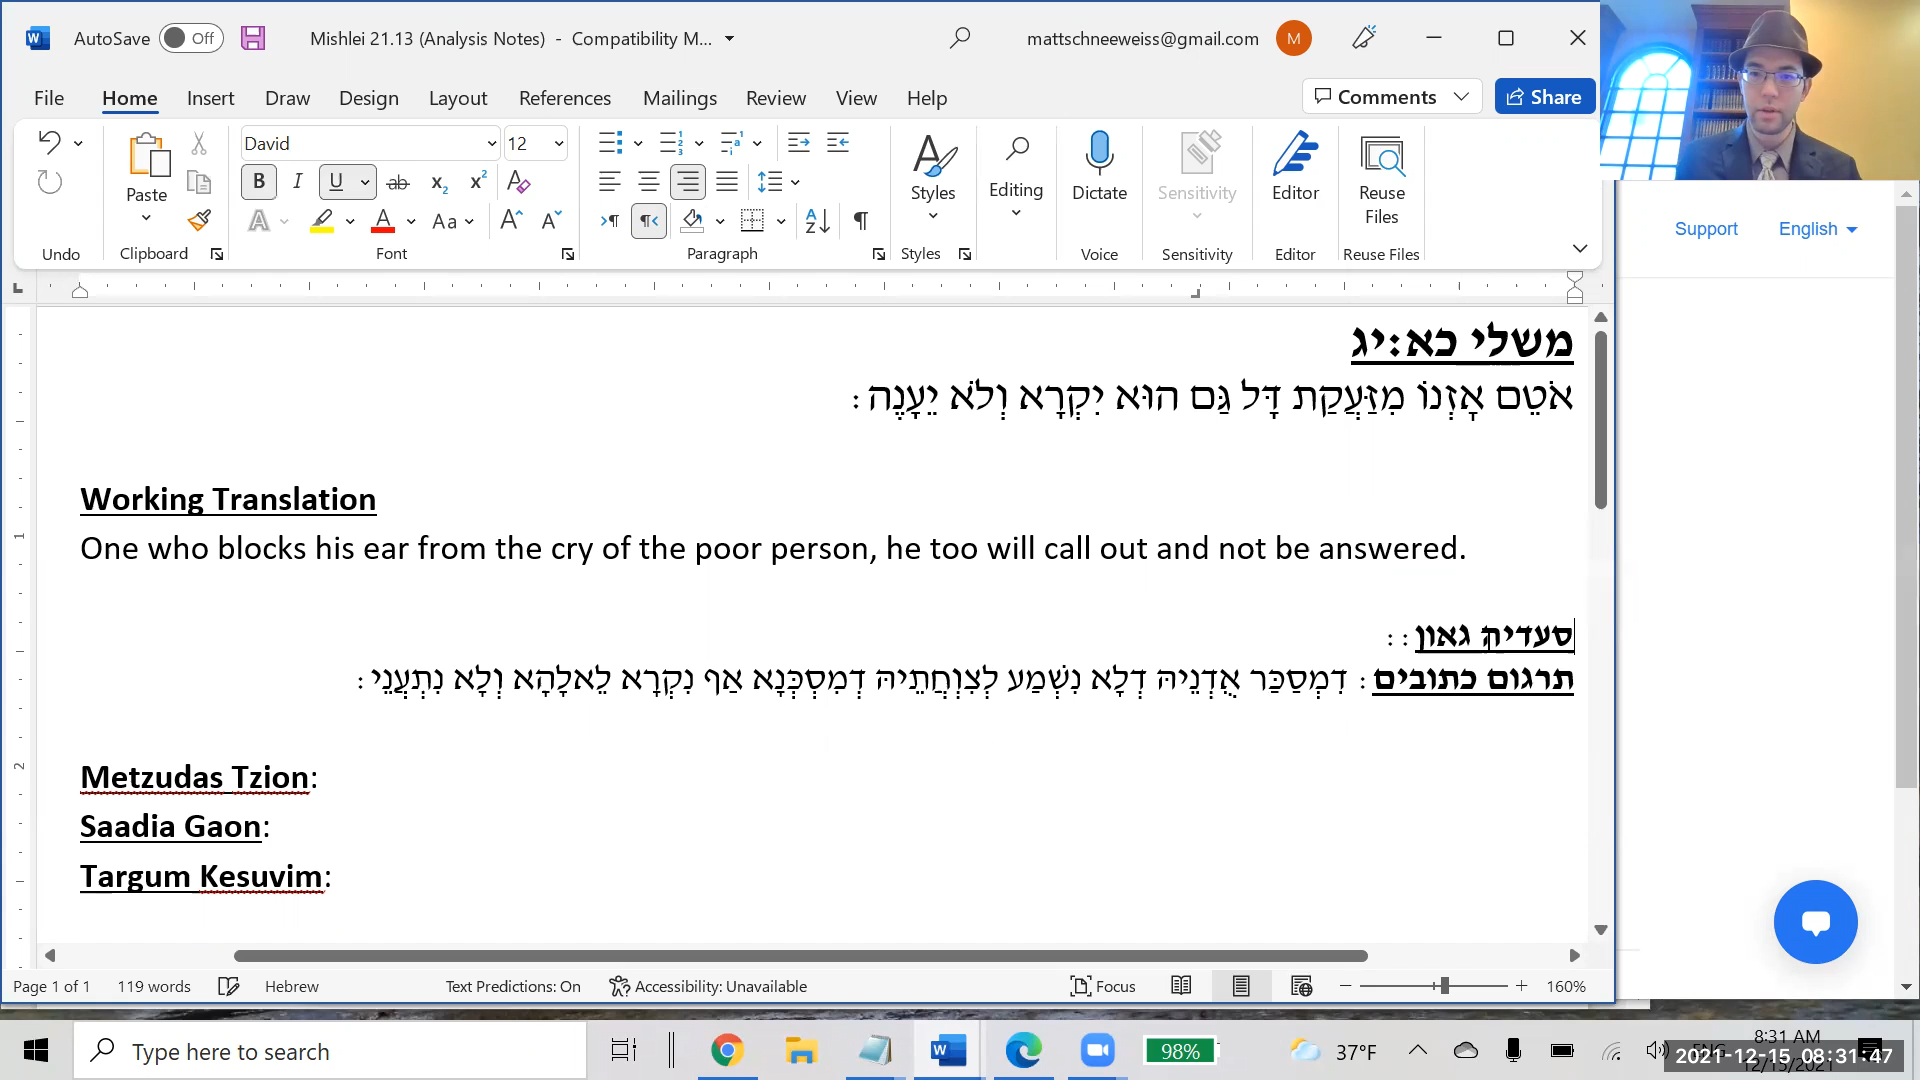 AutoSave Off Mishlei 21.13 (Analysis Notes) - Compatibility M... mattschneeweiss@gmail.com M
File Home Insert Draw Design Layout References Mailings Review View Help Comments Share
David 12
Paste Styles Editing Dictate Sensitivity Editor Reuse Files
B I U ab x₂ x² A
A A Aa A A
Undo Clipboard Font Paragraph Styles Voice Sensitivity Editor Reuse Files
Support English
משלי כא:יג
אֹטֵם אָזְנוֹ מִזַּעֲקַת דָּל גַּם הוּא יִקְרָא וְלֹא יֵעָנֶה:
Working Translation
One who blocks his ear from the cry of the poor person, he too will call out and not be answered.
סעדיה גאון: :
תרגום כתובים: דִמְסַכַּר אֻדְנֵיהּ דְלָא נִשְׁמַע לְצִוְחֲתֵיהּ דְמִסְכְּנָא אַף נִקְרָא לֵאלָהָא וְלָא נִתְעֲנֵי:
Metzudas Tzion:
Saadia Gaon:
Targum Kesuvim:
1
2
Page 1 of 1 119 words Hebrew Text Predictions: On Accessibility: Unavailable Focus 160%
Type here to search 98% 37°F 8:31 AM
2021-12-15 08:31:47